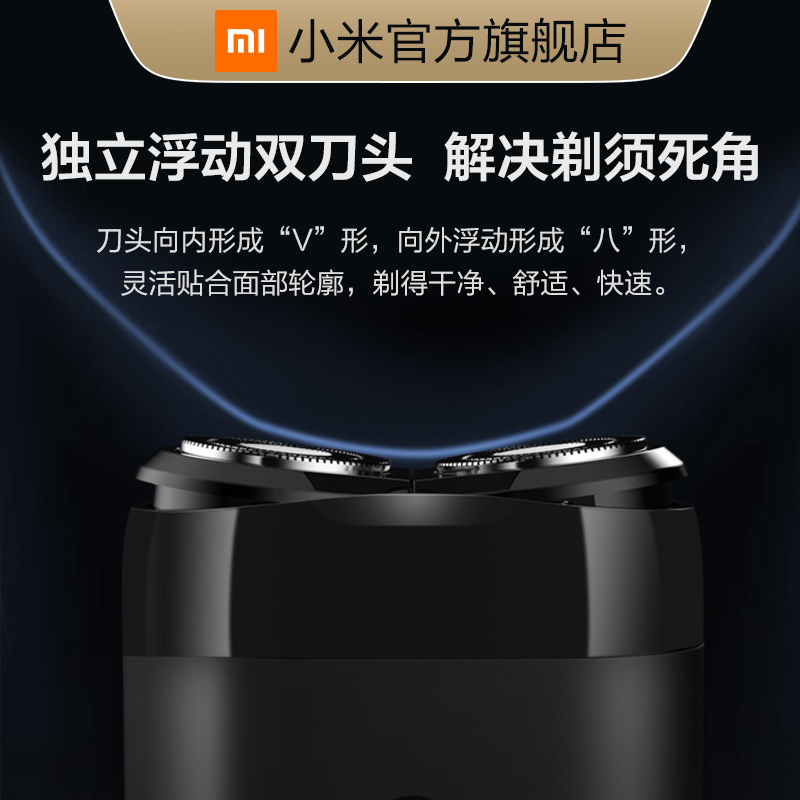 mi 小米官方旗舰店
独立浮动双刀头 解决剃须死角
刀头向内形成“V”形，向外浮动形成“八”形，
灵活贴合面部轮廓，剃得干净、舒适、快速。